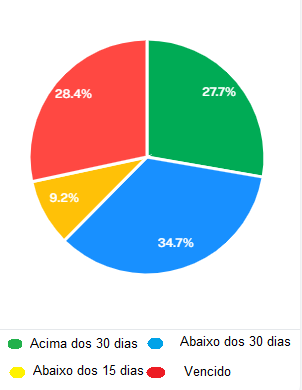 28.4%
27.7%
9.2%
34.7%
Acima dos 30 dias
Abaixo dos 30 dias
Abaixo dos 15 dias
Vencido